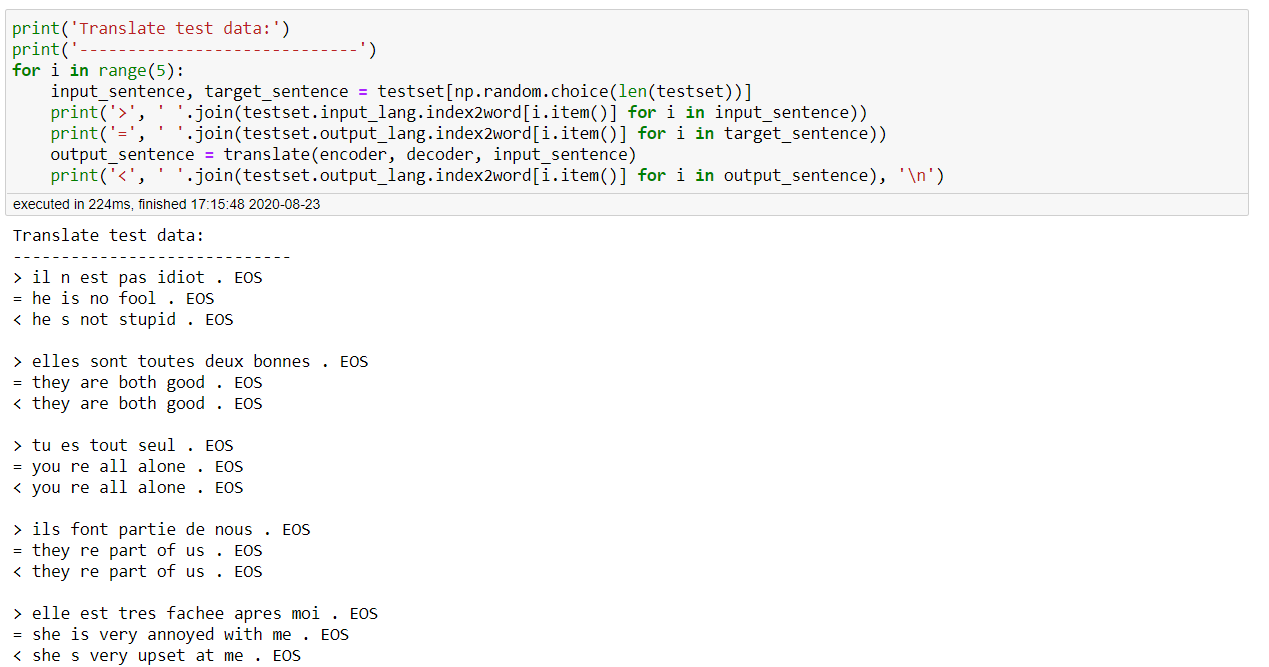 print('Translate test data:')
print('-----------------------------')
for i in range(5):
    input_sentence, target_sentence = testset[np.random.choice(len(testset))]
    print('>', ' '.join(testset.input_lang.index2word[i.item()] for i in input_sentence))
    print('=', ' '.join(testset.output_lang.index2word[i.item()] for i in target_sentence))
    output_sentence = translate(encoder, decoder, input_sentence)
    print('<', ' '.join(testset.output_lang.index2word[i.item()] for i in output_sentence), '\n')
executed in 224ms, finished 17:15:48 2020-08-23
Translate test data:
-----------------------------
> il n est pas idiot . EOS
= he is no fool . EOS
< he s not stupid . EOS

> elles sont toutes deux bonnes . EOS
= they are both good . EOS
< they are both good . EOS

> tu es tout seul . EOS
= you re all alone . EOS
< you re all alone . EOS

> ils font partie de nous . EOS
= they re part of us . EOS
< they re part of us . EOS

> elle est tres fachee apres moi . EOS
= she is very annoyed with me . EOS
< she s very upset at me . EOS